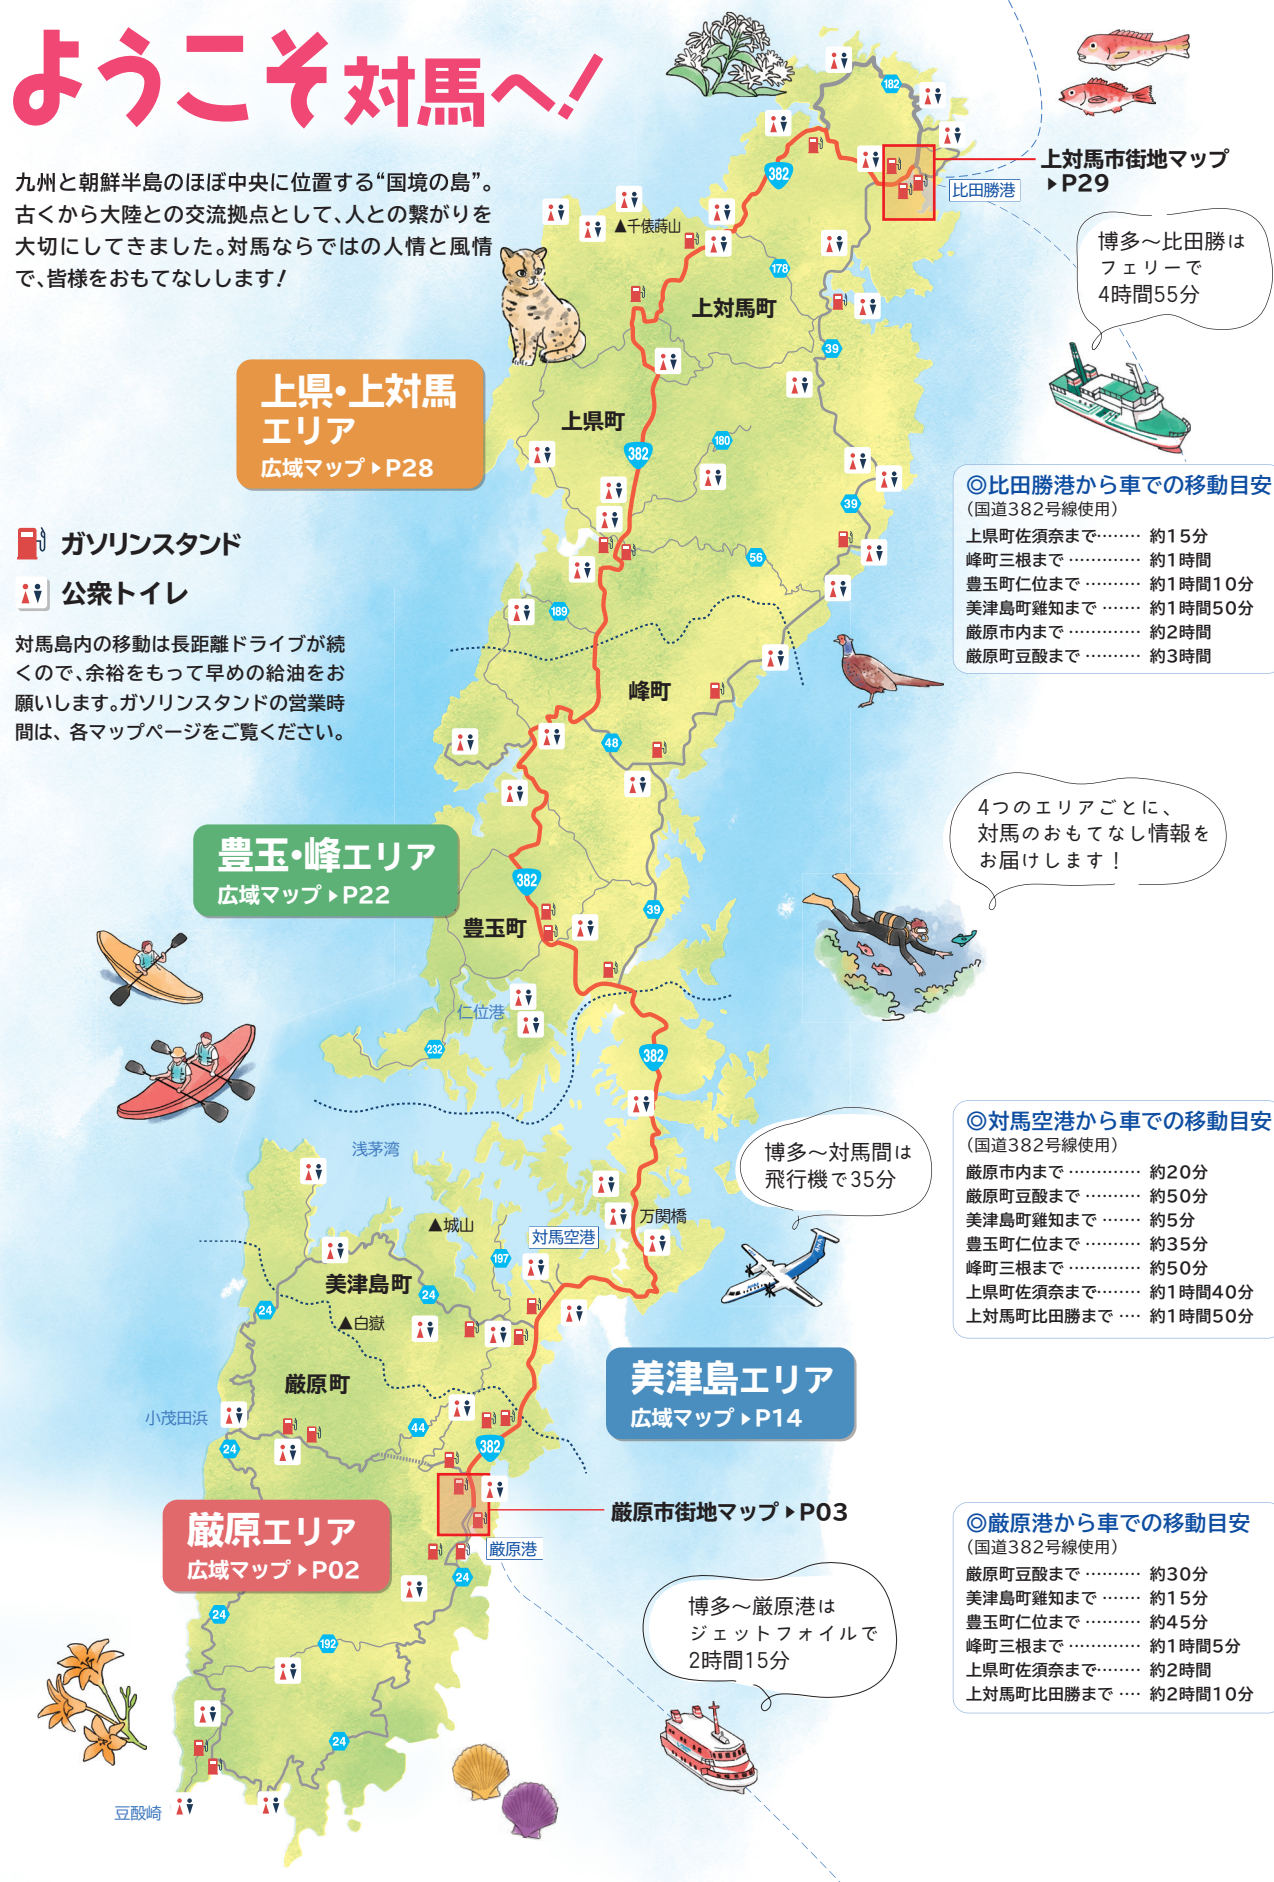 ようこそ対馬へ!
九州と朝鮮半島のほぼ中央に位置する“国境の島”。
古くから大陸との交流拠点として、人との繋がりを
大切にしてきました。対馬ならではの人情と風情
で、皆様をおもてなしします!
182
382
上対馬市街地マップ
▶P29
比田勝港
▲千俵蒔山
博多～比田勝は
フェリーで
4時間55分
178
上対馬町
39
上県・上対馬
エリア
広域マップ▶P28
上県町
382
180
39
◎比田勝港から車での移動目安
(国道382号線使用)
上県町佐須奈まで……… 約15分
峰町三根まで ………… 約1時間
豊玉町仁位まで ………… 約1時間10分
美津島町雞知まで ……… 約1時間50分
厳原市内まで ………… 約2時間
厳原町豆酘まで ………… 約3時間
ガソリンスタンド
公衆トイレ
対馬島内の移動は長距離ドライブが続
くので、余裕をもって早めの給油をお
願いします。ガソリンスタンドの営業時
間は、各マップページをご覧ください。
56
189
峰町
48
4つのエリアごとに、
対馬のおもてなし情報を
お届けします！
豊玉・峰エリア
広域マップ▶P22
382
豊玉町
39
仁位港
232
382
浅茅湾
博多～対馬間は
飛行機で35分
◎対馬空港から車での移動目安
(国道382号線使用)
厳原市内まで ………… 約20分
厳原町豆酘まで ………… 約50分
美津島町雞知まで ……… 約5分
豊玉町仁位まで ………… 約35分
峰町三根まで ………… 約50分
上県町佐須奈まで……… 約1時間40分
上対馬町比田勝まで …… 約1時間50分
▲城山
万関橋
対馬空港
197
ANA
美津島町
24
24
▲白嶽
美津島エリア
広域マップ▶P14
厳原町
小茂田浜
44
24
382
厳原市街地マップ▶P03
厳原エリア
広域マップ▶P02
厳原港
24
◎厳原港から車での移動目安
(国道382号線使用)
厳原町豆酘まで ………… 約30分
美津島町雞知まで ……… 約15分
豊玉町仁位まで ………… 約45分
峰町三根まで ………… 約1時間5分
上県町佐須奈まで……… 約2時間
上対馬町比田勝まで …… 約2時間10分
24
192
博多～厳原港は
ジェットフォイルで
2時間15分
24
豆酘崎